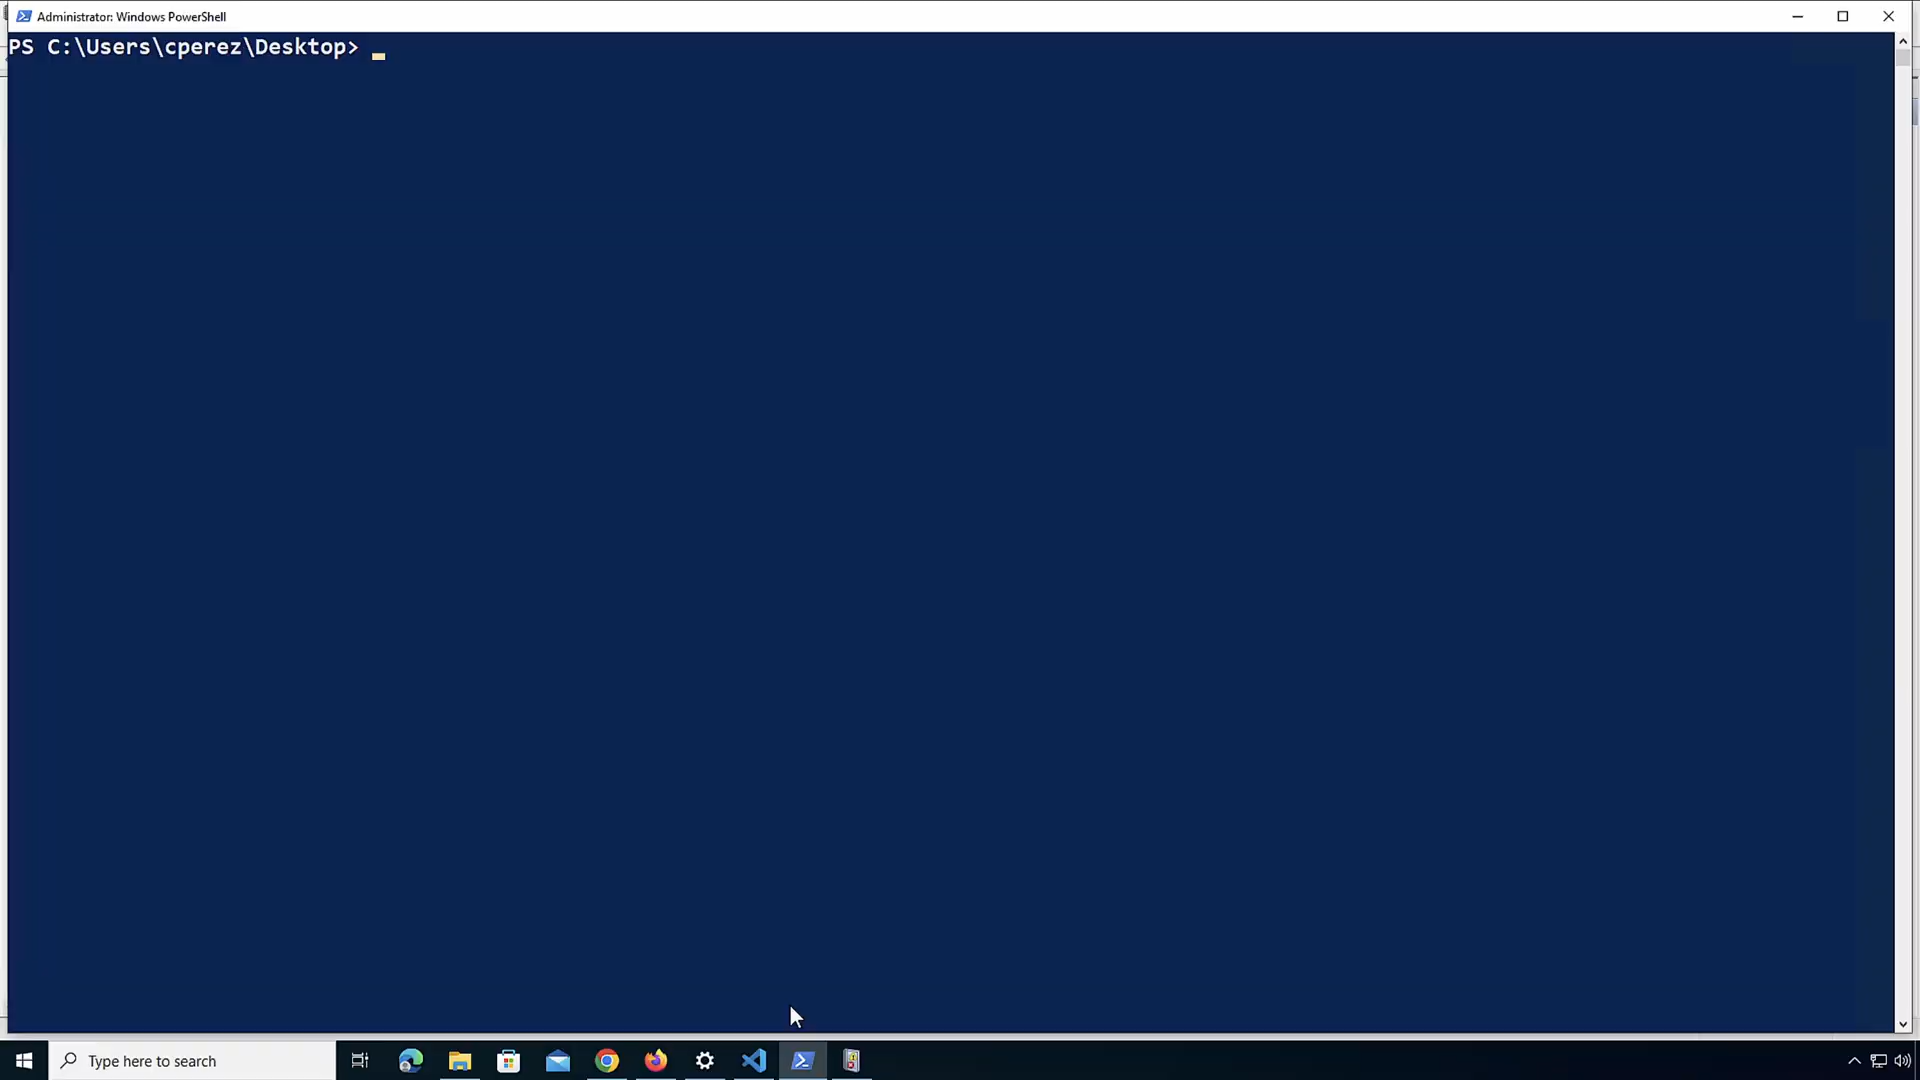 Administrator: Windows PowerShell
PS C:\Users\cperez\Desktop>
Type here to search